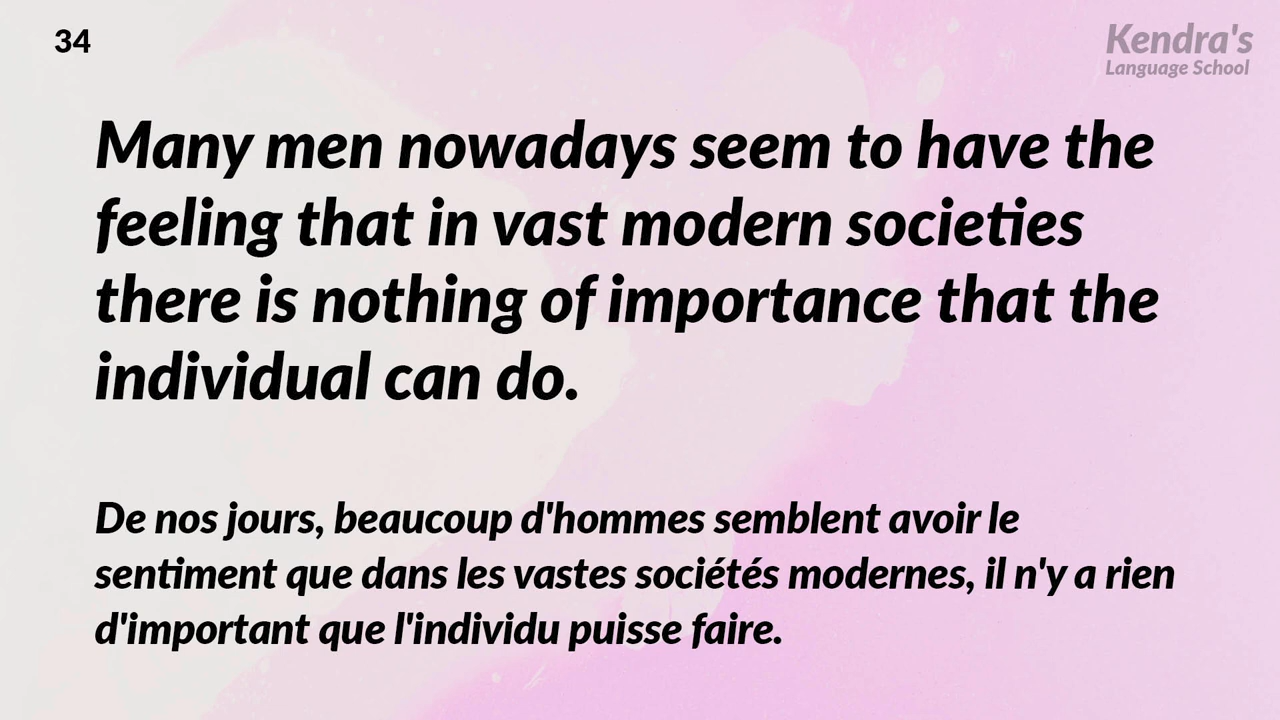 34
Kendra's
Language School
Many men nowadays seem to have the
feeling that in vast modern societies
there is nothing of importance that the
individual can do.
De nos jours, beaucoup d'hommes semblent avoir le
sentiment que dans les vastes sociétés modernes, il n'y a rien
d'important que l'individu puisse faire.